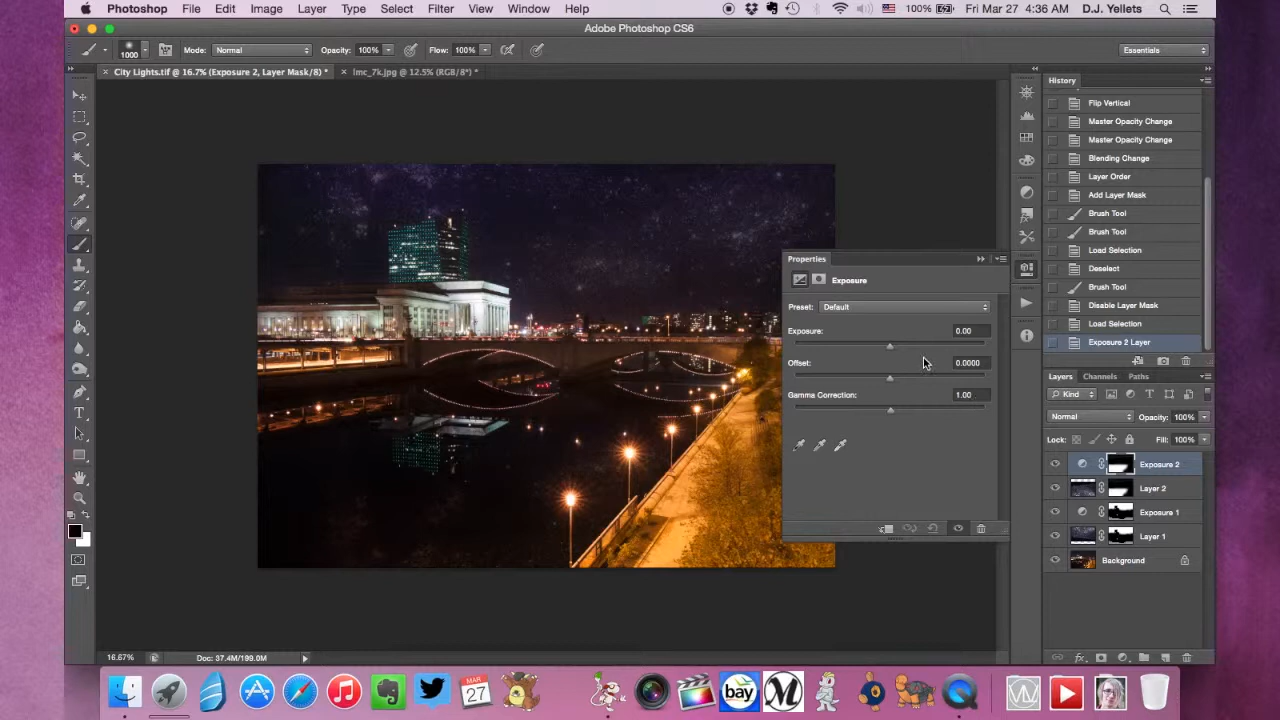 Photoshop File Edit Image Layer Type Select Filter View Window Help 100% Fri Mar 27 4:36 AM D.J. Yellets
Adobe Photoshop CS6
1000 Mode: Normal Opacity: 100% Flow: 100% Essentials
City Lights.tif @ 16.7% (Exposure 2, Layer Mask/8) * lmc_7k.jpg @ 12.5% (RGB/8*) *
History
Flip Vertical
Master Opacity Change
Master Opacity Change
Blending Change
Layer Order
Add Layer Mask
Brush Tool
Brush Tool
Load Selection
Deselect
Brush Tool
Disable Layer Mask
Load Selection
Exposure 2 Layer
Properties
Exposure
Preset: Default
Exposure: 0.00
Offset: 0.0000
Gamma Correction: 1.00
Layers Channels Paths
Kind
Normal Opacity: 100%
Lock: Fill: 100%
Exposure 2
Layer 2
Exposure 1
Layer 1
Background
16.67% Doc: 37.4M/199.0M
27
bay
M